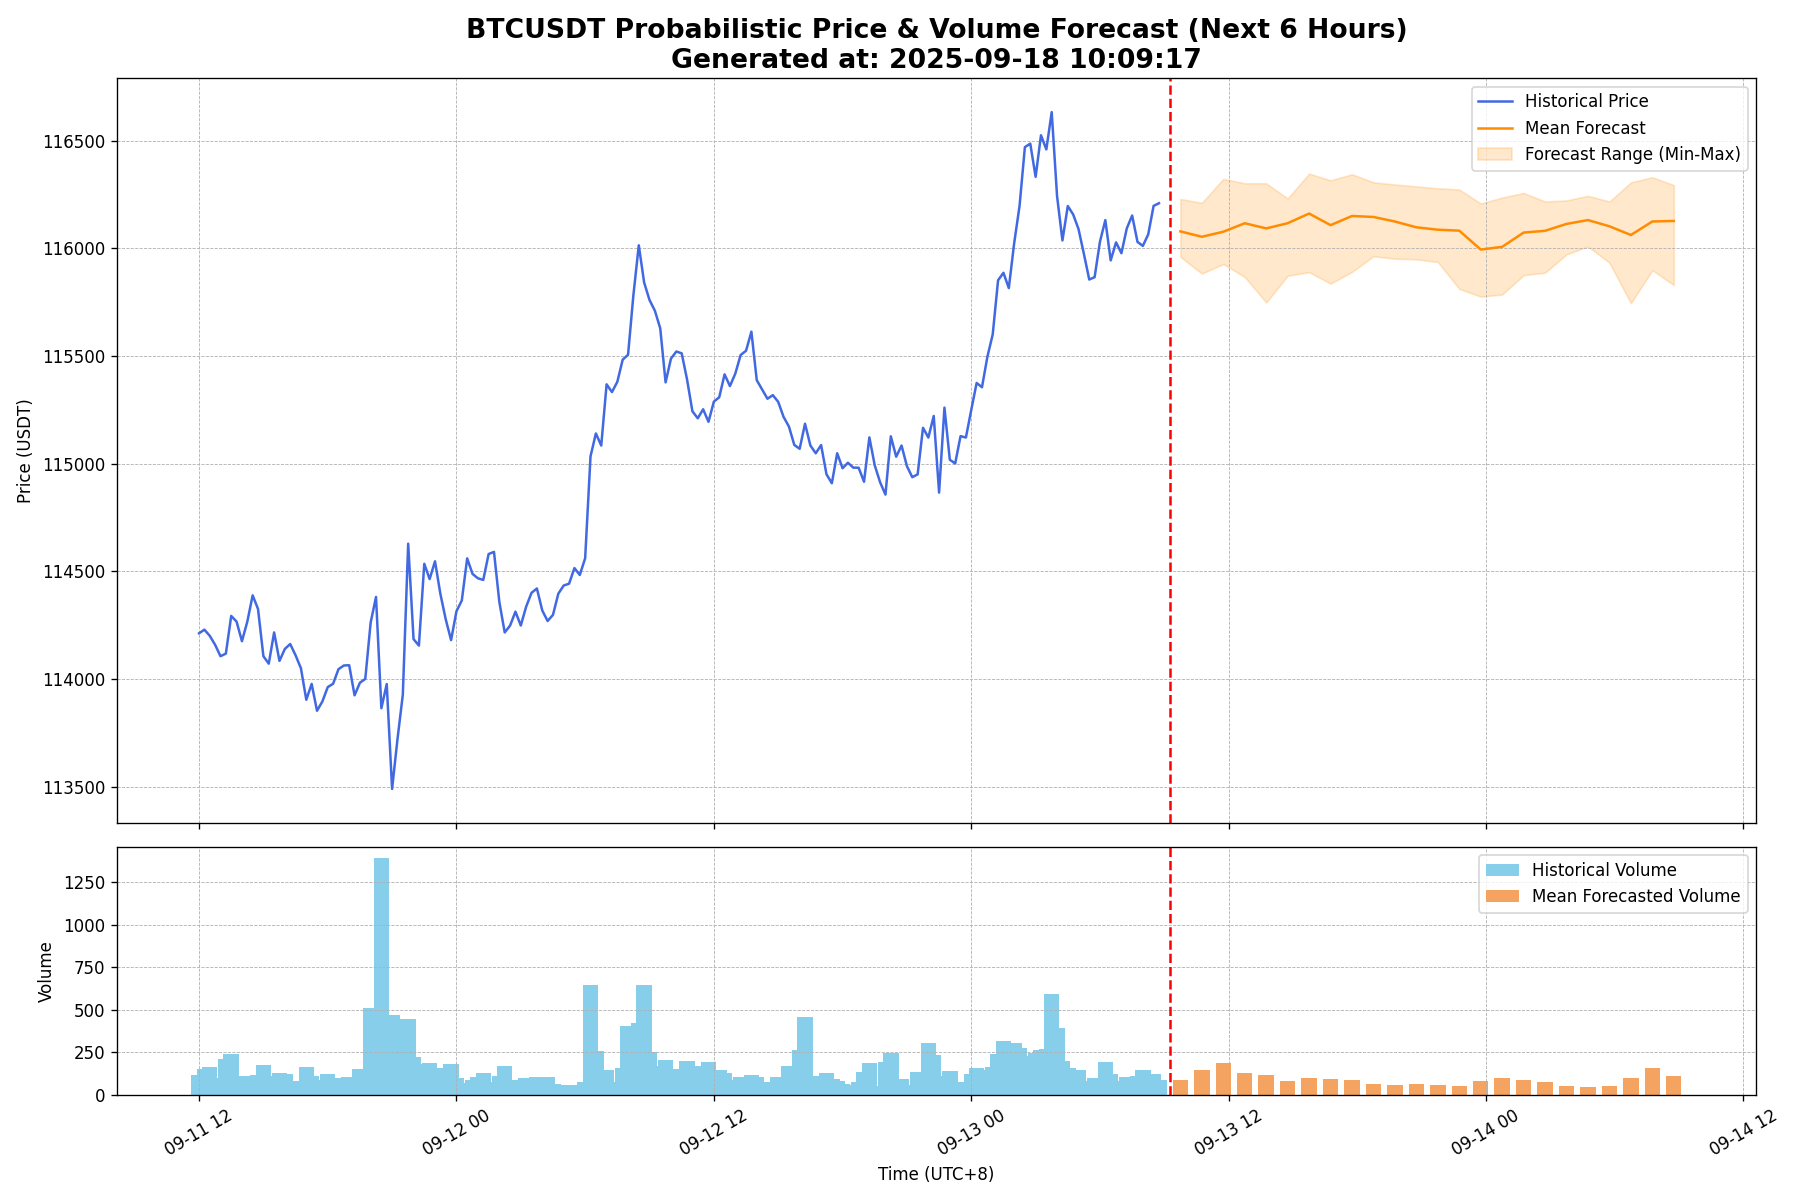 BTCUSDT Probabilistic Price & Volume Forecast (Next 6 Hours)
Generated at: 2025-09-18 10:09:17
Historical Price
Mean Forecast
Forecast Range (Min-Max)
Price (USDT)
116500
116000
115500
115000
114500
114000
113500
Historical Volume
Mean Forecasted Volume
Volume
1250
1000
750
500
250
0
09-11 12
09-12 00
09-12 12
09-13 00
09-13 12
09-14 00
09-14 12
Time (UTC+8)